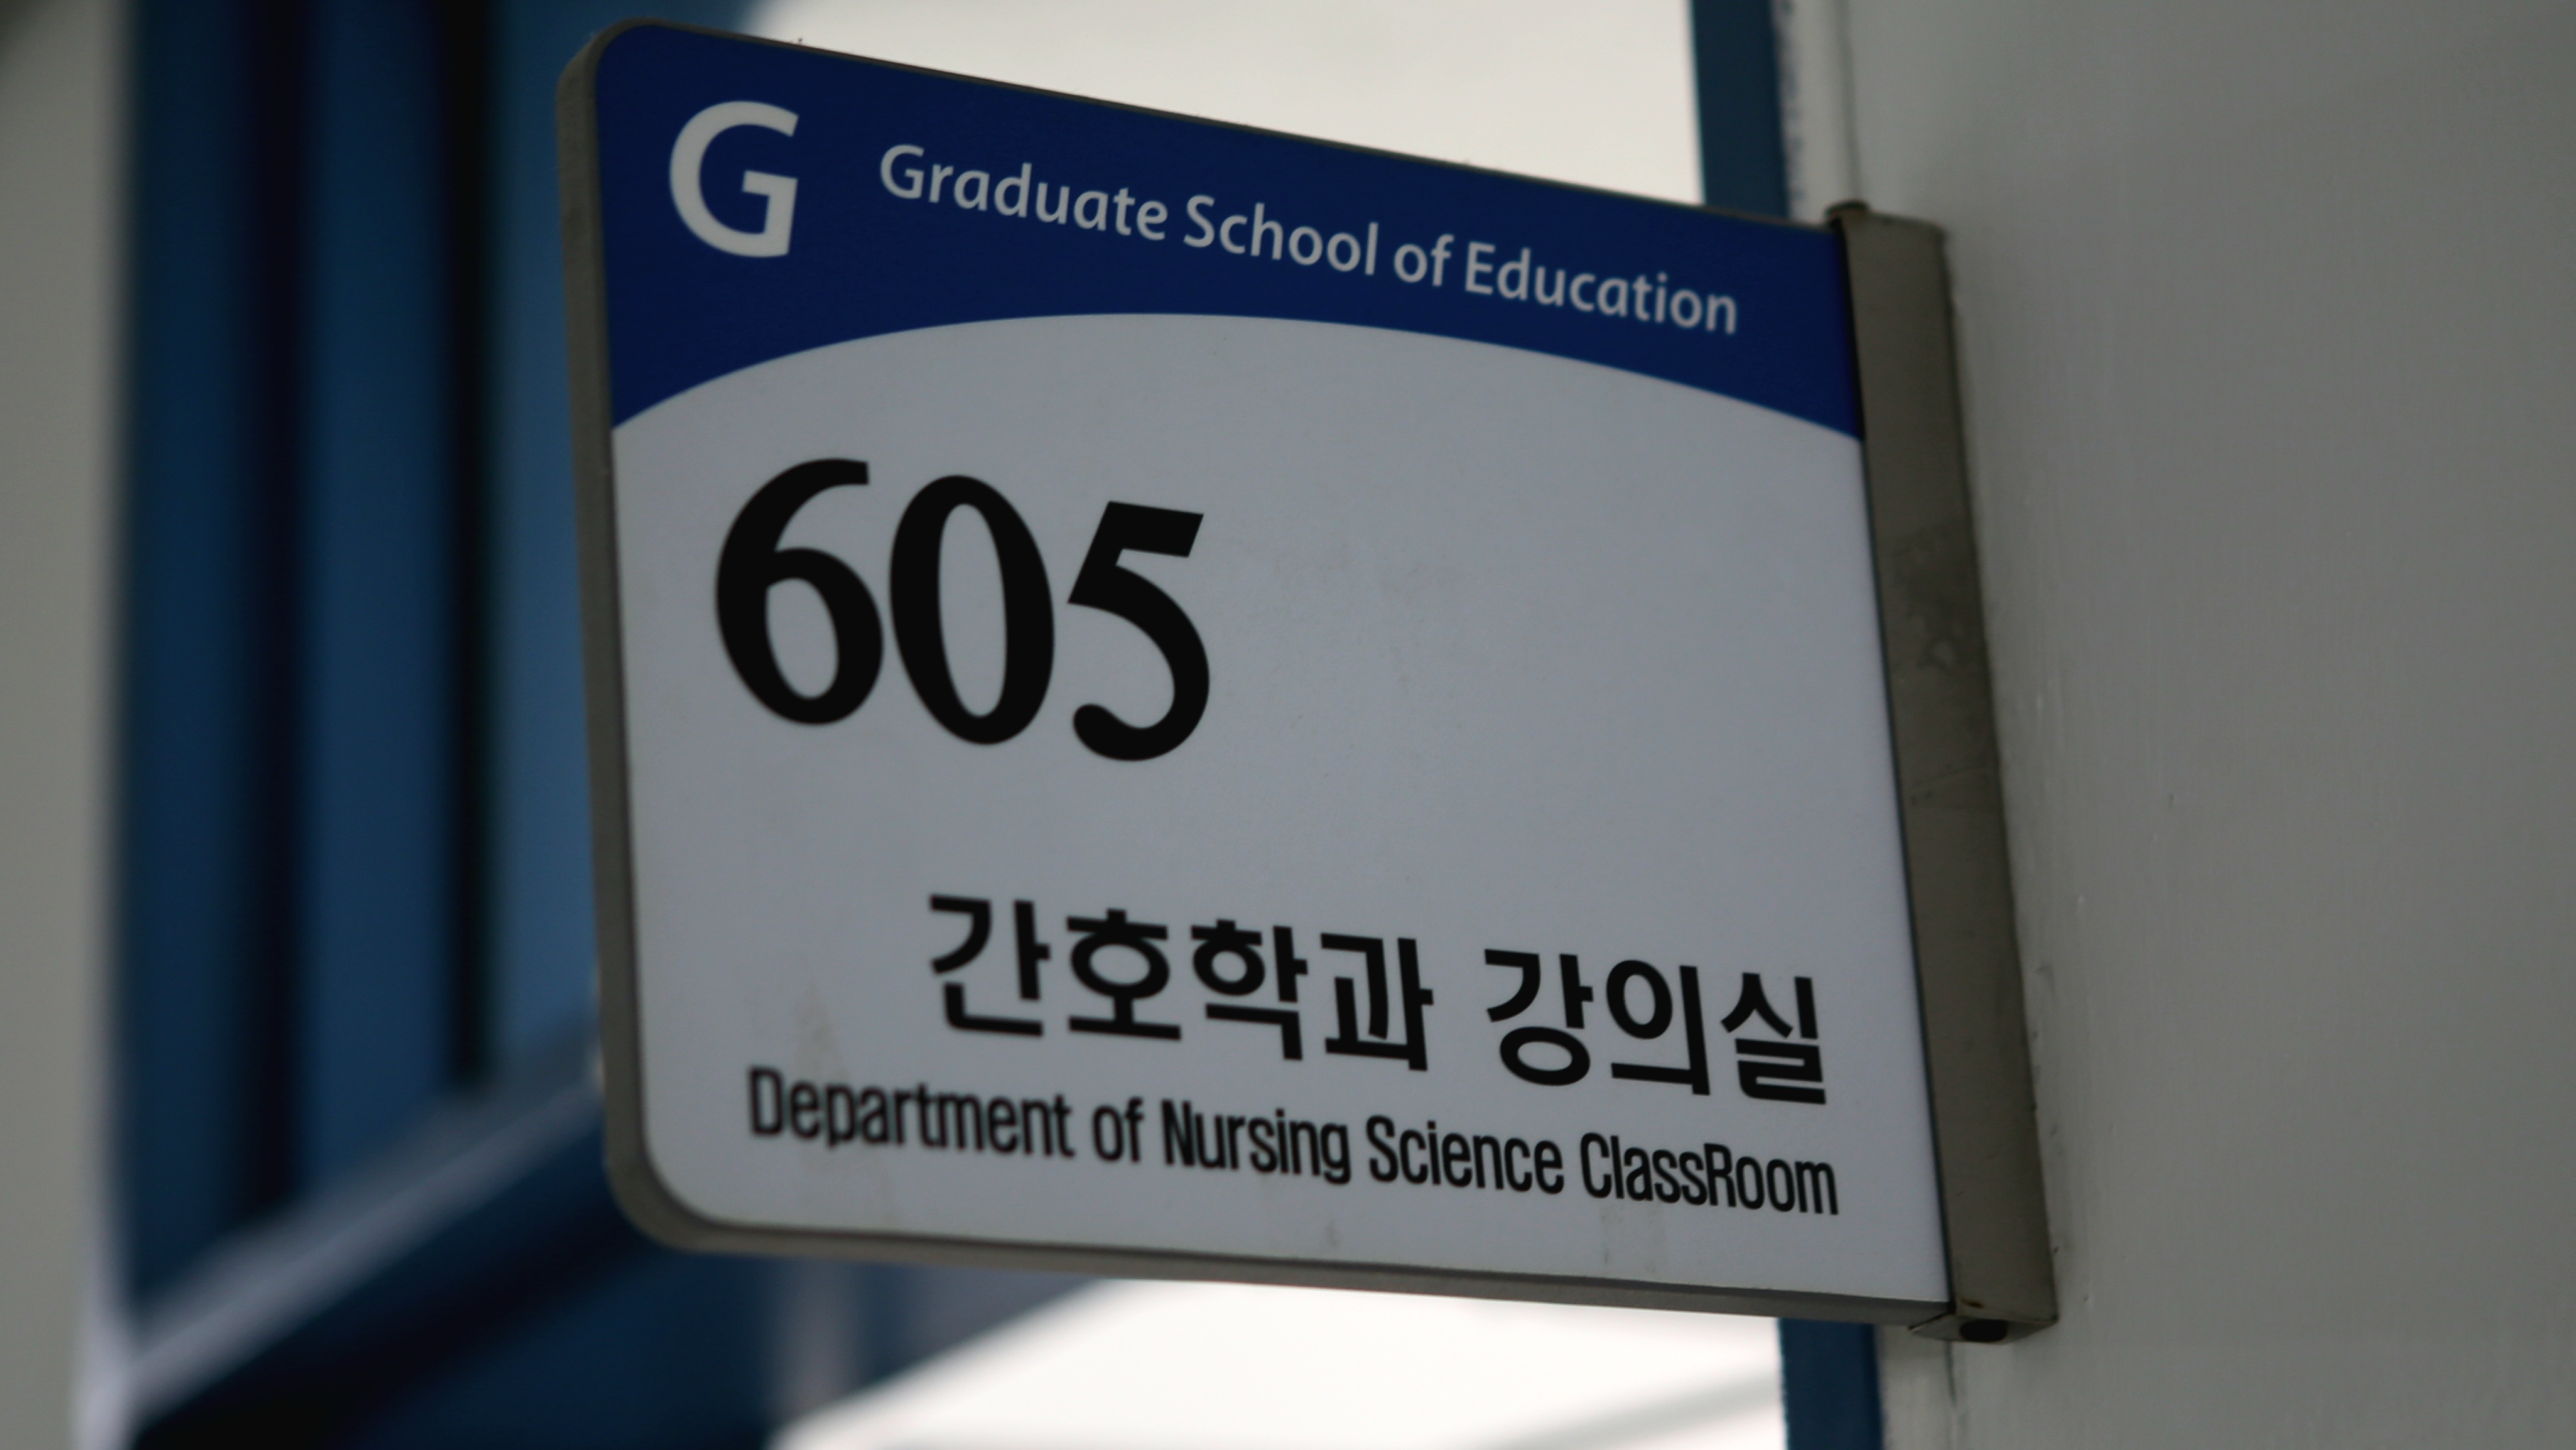 G Graduate School of Education
605
간호학과 강의실
Department of Nursing Science ClassRoom